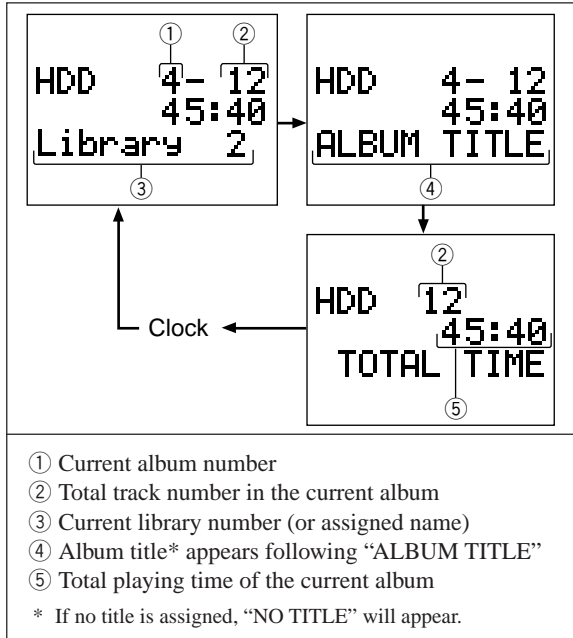 ① ②
HDD 4- 12
45:40
Library 2
③
HDD 4- 12
45:40
ALBUM TITLE
④
②
HDD 12
45:40
TOTAL TIME
⑤
Clock
① Current album number
② Total track number in the current album
③ Current library number (or assigned name)
④ Album title* appears following “ALBUM TITLE”
⑤ Total playing time of the current album
* If no title is assigned, “NO TITLE” will appear.